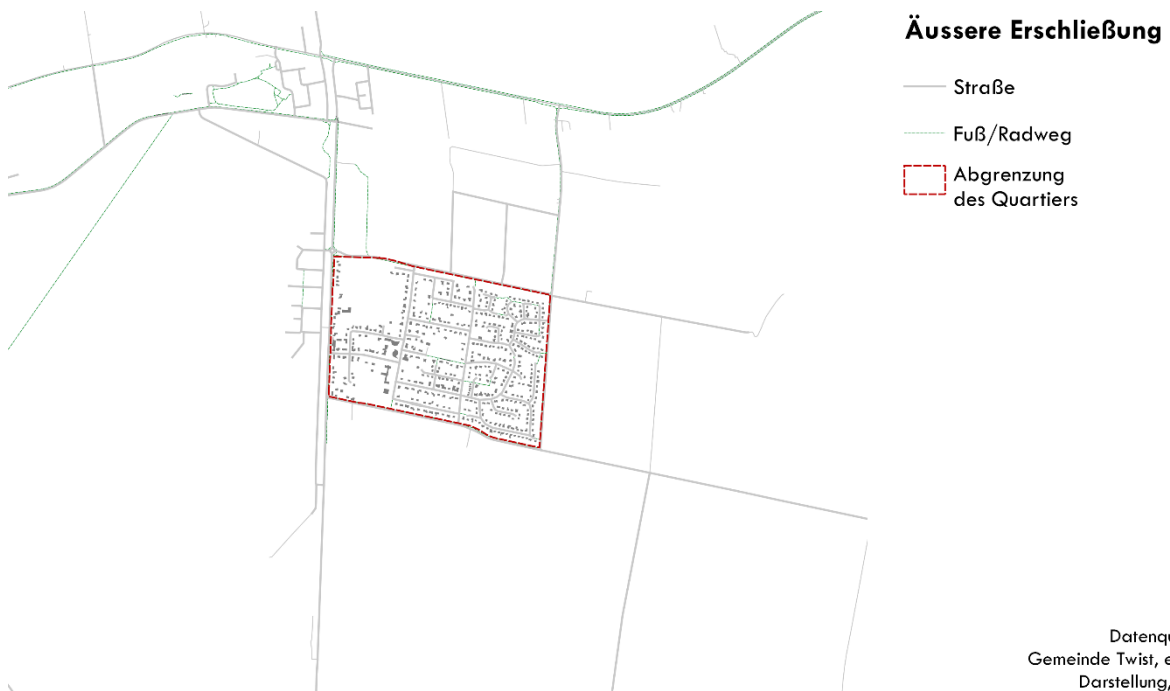 Äussere Erschließung
Straße
Fuß/Radweg
Abgrenzung
des Quartiers
Gemeinde Twist,
Darstellung,